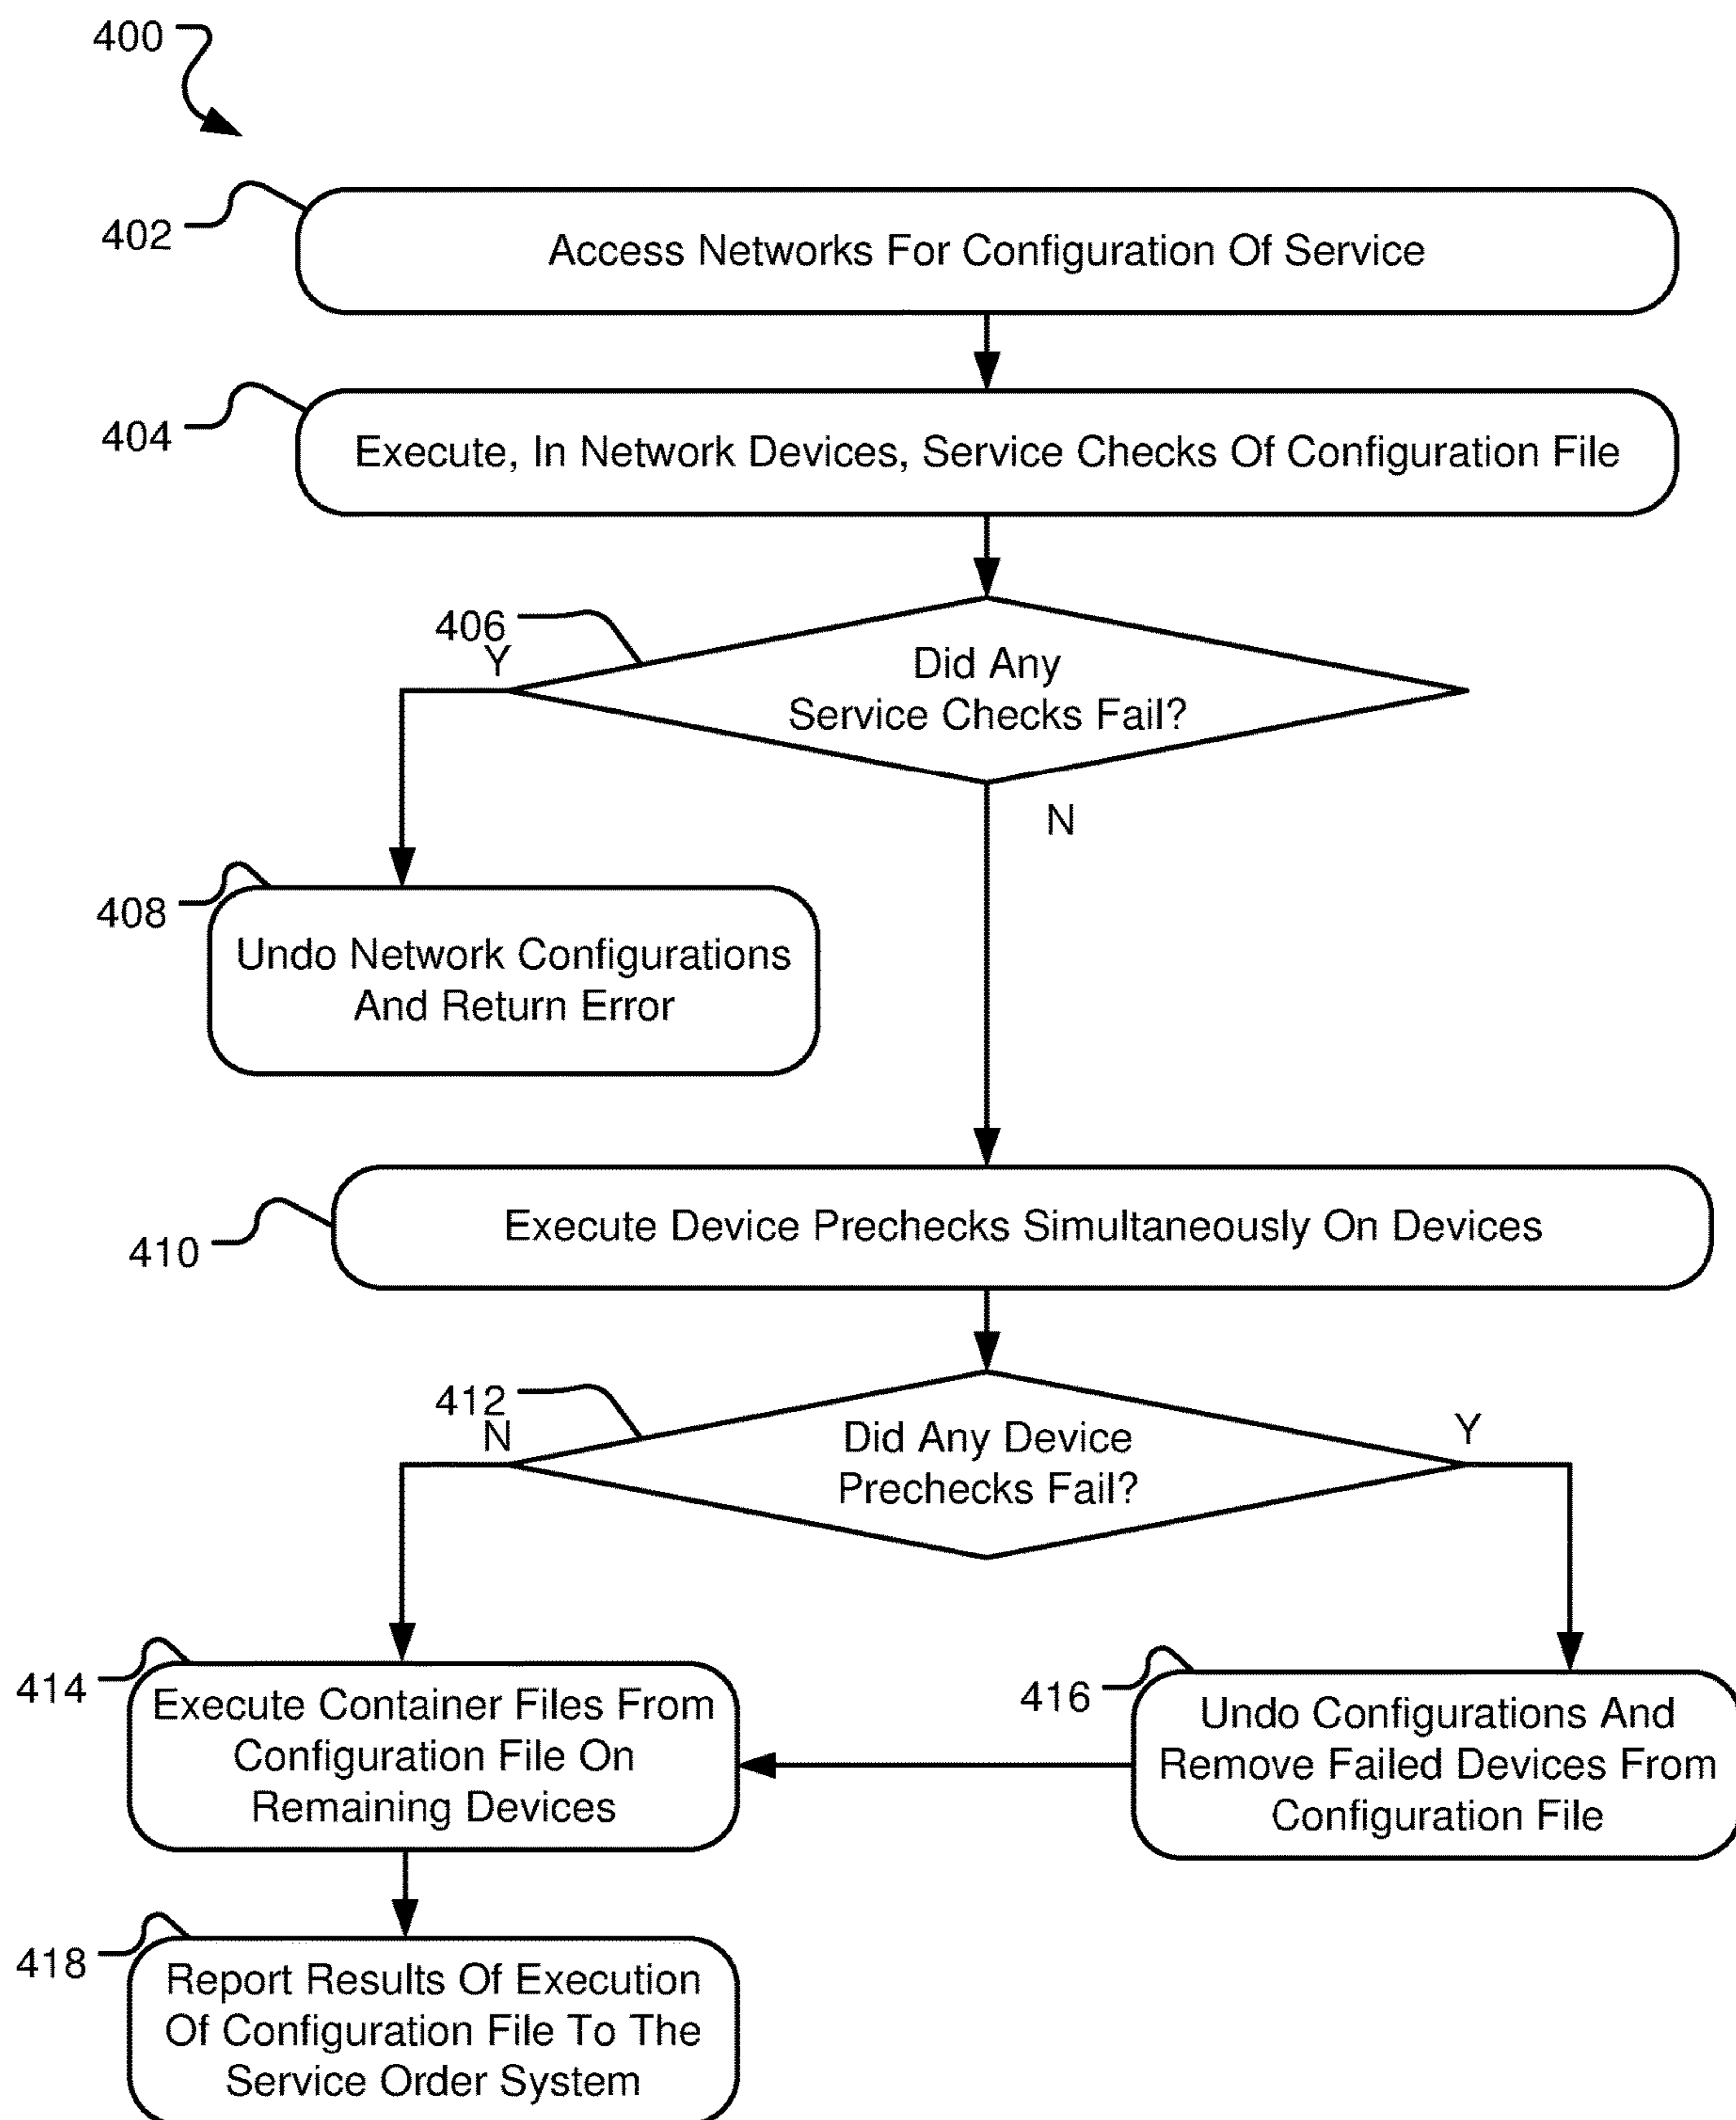 400
402
Access Networks For Configuration Of Service
404
Execute, In Network Devices, Service Checks Of Configuration File
406
Y
Did Any
Service Checks Fail?
N
408
Undo Network Configurations
And Return Error
410
Execute Device Prechecks Simultaneously On Devices
412
N
Did Any Device
Prechecks Fail?
Y
414
Execute Container Files From
Configuration File On
Remaining Devices
416
Undo Configurations And
Remove Failed Devices From
Configuration File
418
Report Results Of Execution
Of Configuration File To The
Service Order System